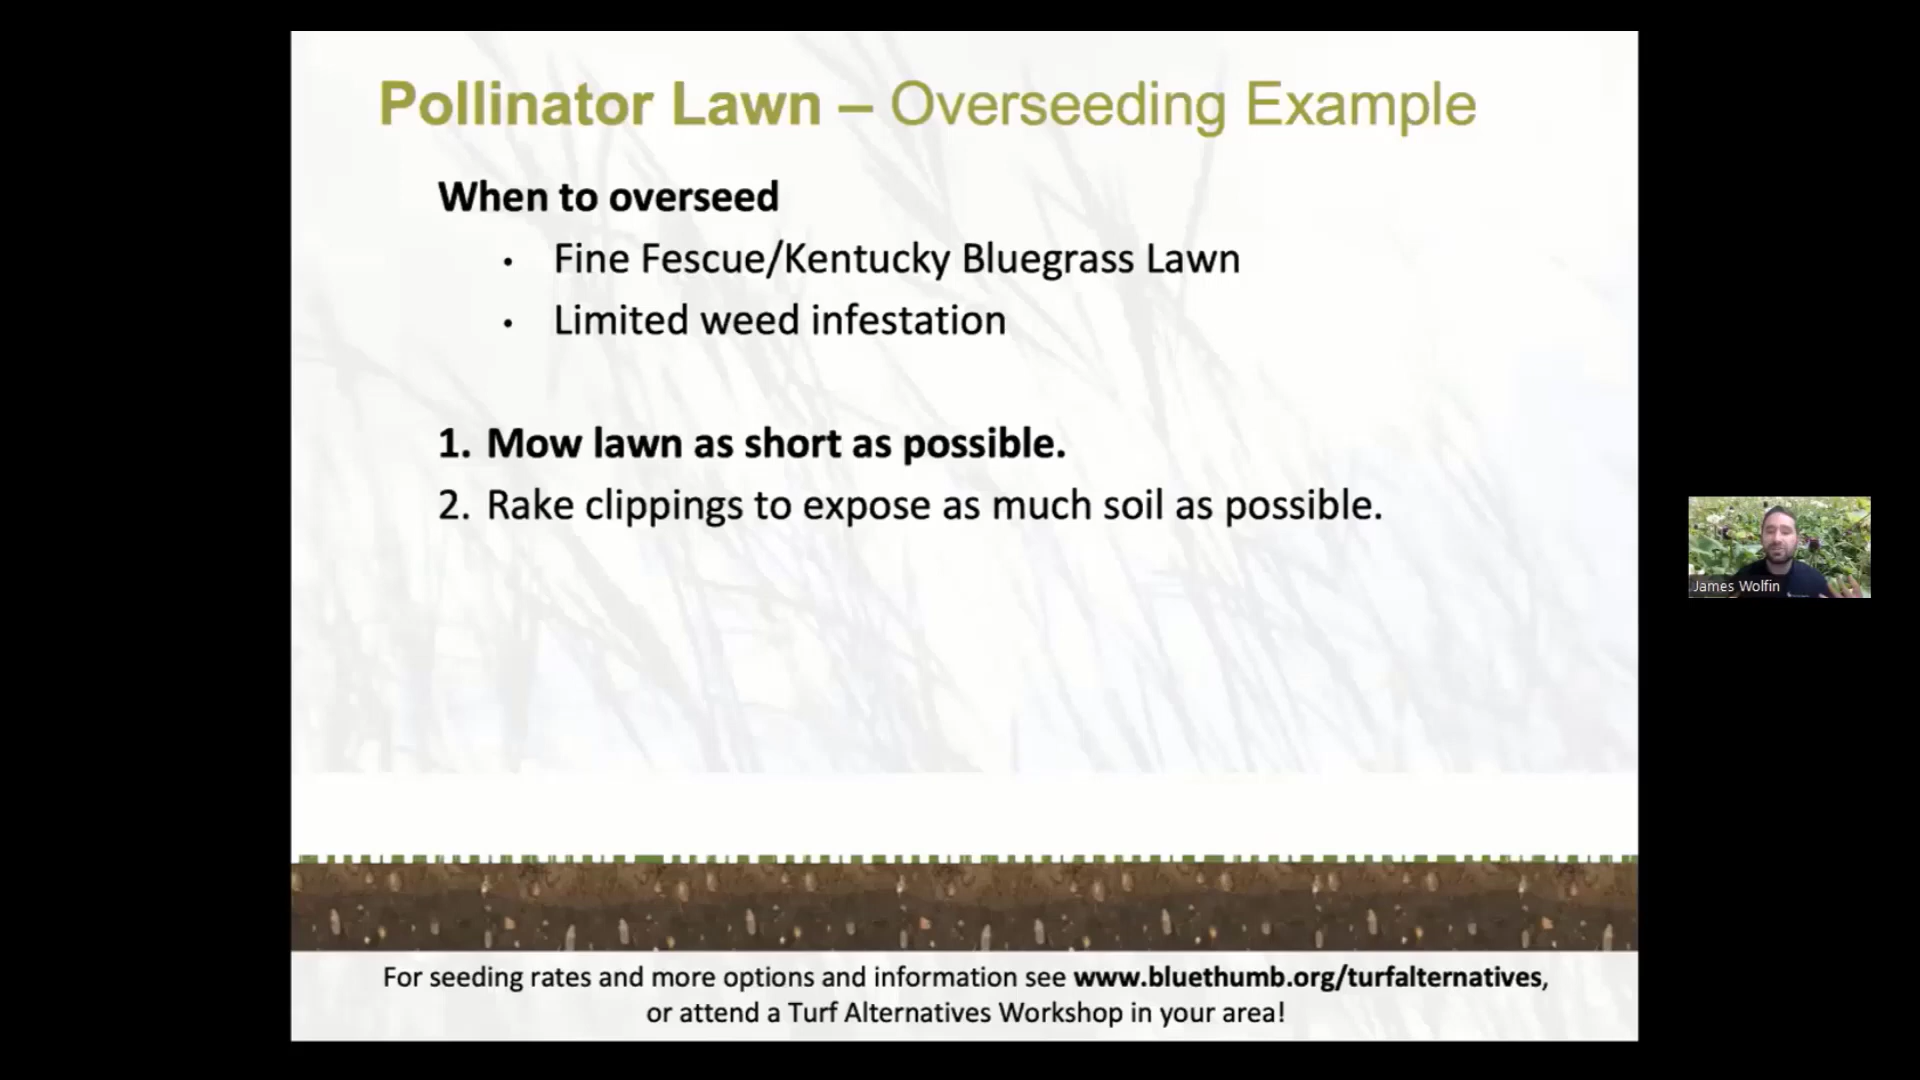 Pollinator Lawn – Overseeding Example
When to overseed
• Fine Fescue/Kentucky Bluegrass Lawn
• Limited weed infestation
1. Mow lawn as short as possible.
2. Rake clippings to expose as much soil as possible.
James Wolfin
For seeding rates and more options and information see www.bluethumb.org/turfalternatives,
or attend a Turf Alternatives Workshop in your area!